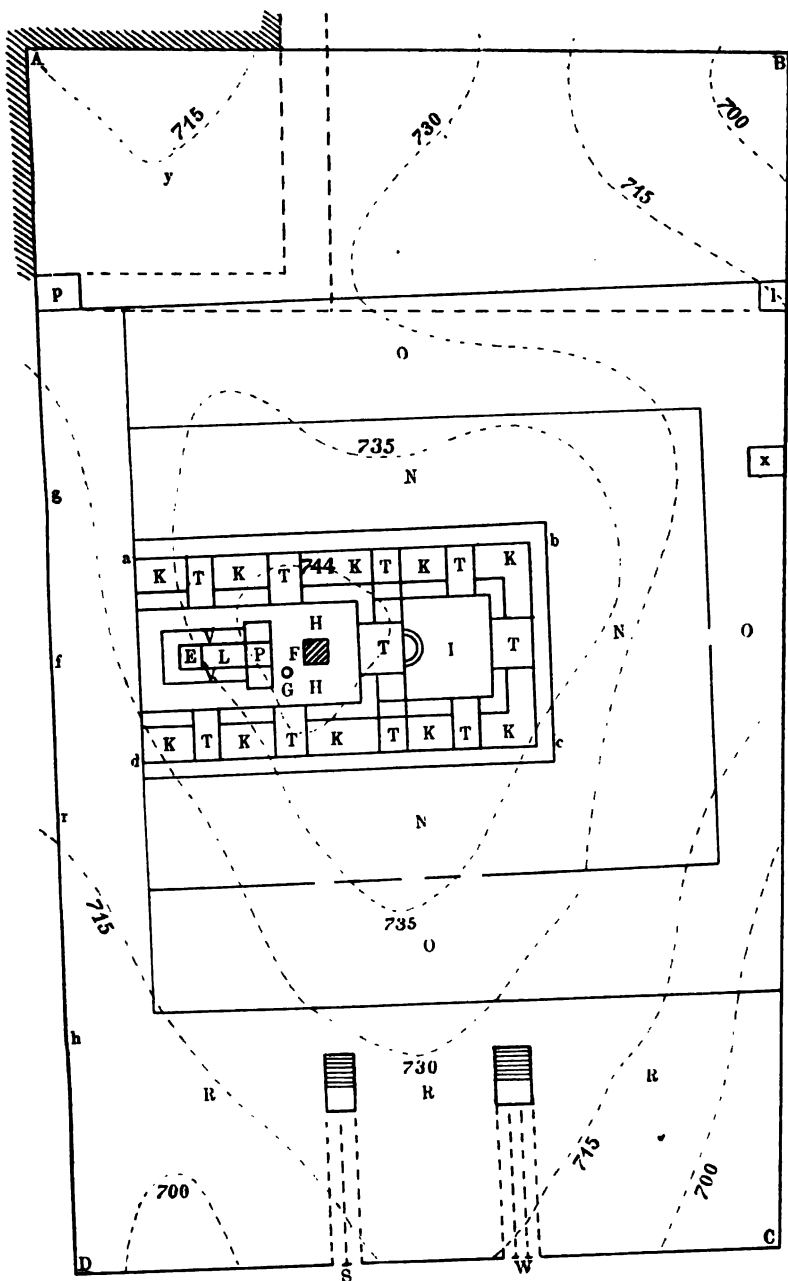 A B
715 730 700
y 715
p l
O
735
N x
g
a b
K T K T 744 K T K T K
H
N O
V
f E L P F T I T
G H
V
K T K T K T K T K
d c
r N
715
735
O
h
730
R R R
715
700 700
D S W C